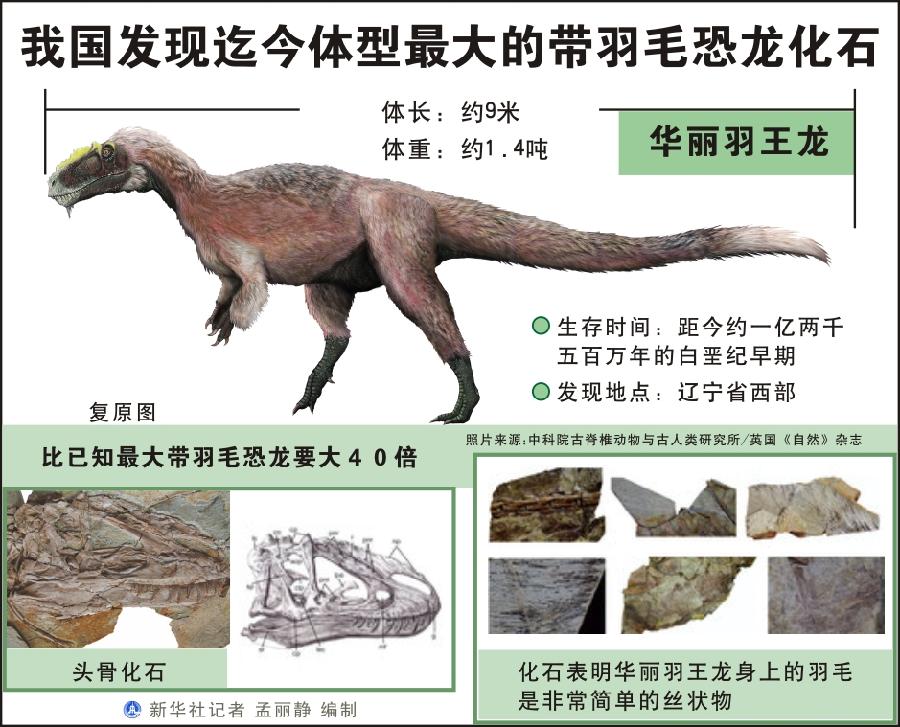 我国发现迄今体型最大的带羽毛恐龙化石
体长：约9米
体重：约1.4吨
华丽羽王龙
生存时间：距今约一亿两千
五百万年的白垩纪早期
发现地点：辽宁省西部
复原图
照片来源:中科院古脊椎动物与古人类研究所/英国《自然》杂志
比已知最大带羽毛恐龙要大40倍
头骨化石
化石表明华丽羽王龙身上的羽毛
是非常简单的丝状物
新华社记者 孟丽静 编制